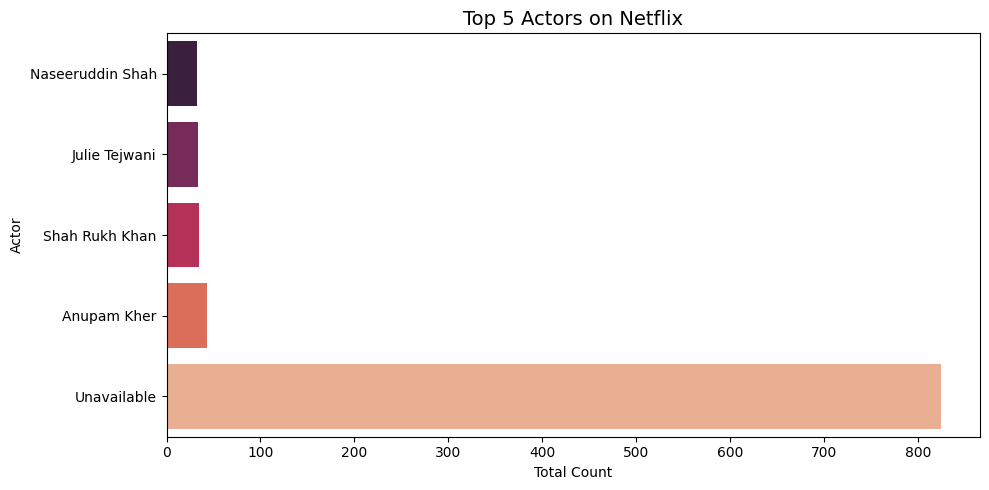 Top 5 Actors on Netflix
Actor
Naseeruddin Shah
Julie Tejwani
Shah Rukh Khan
Anupam Kher
Unavailable
0 100 200 300 400 500 600 700 800
Total Count